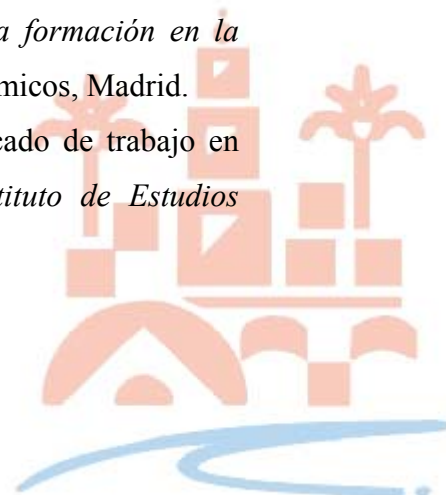 a formación en la
micos, Madrid.
cado de trabajo en
tituto de Estudios